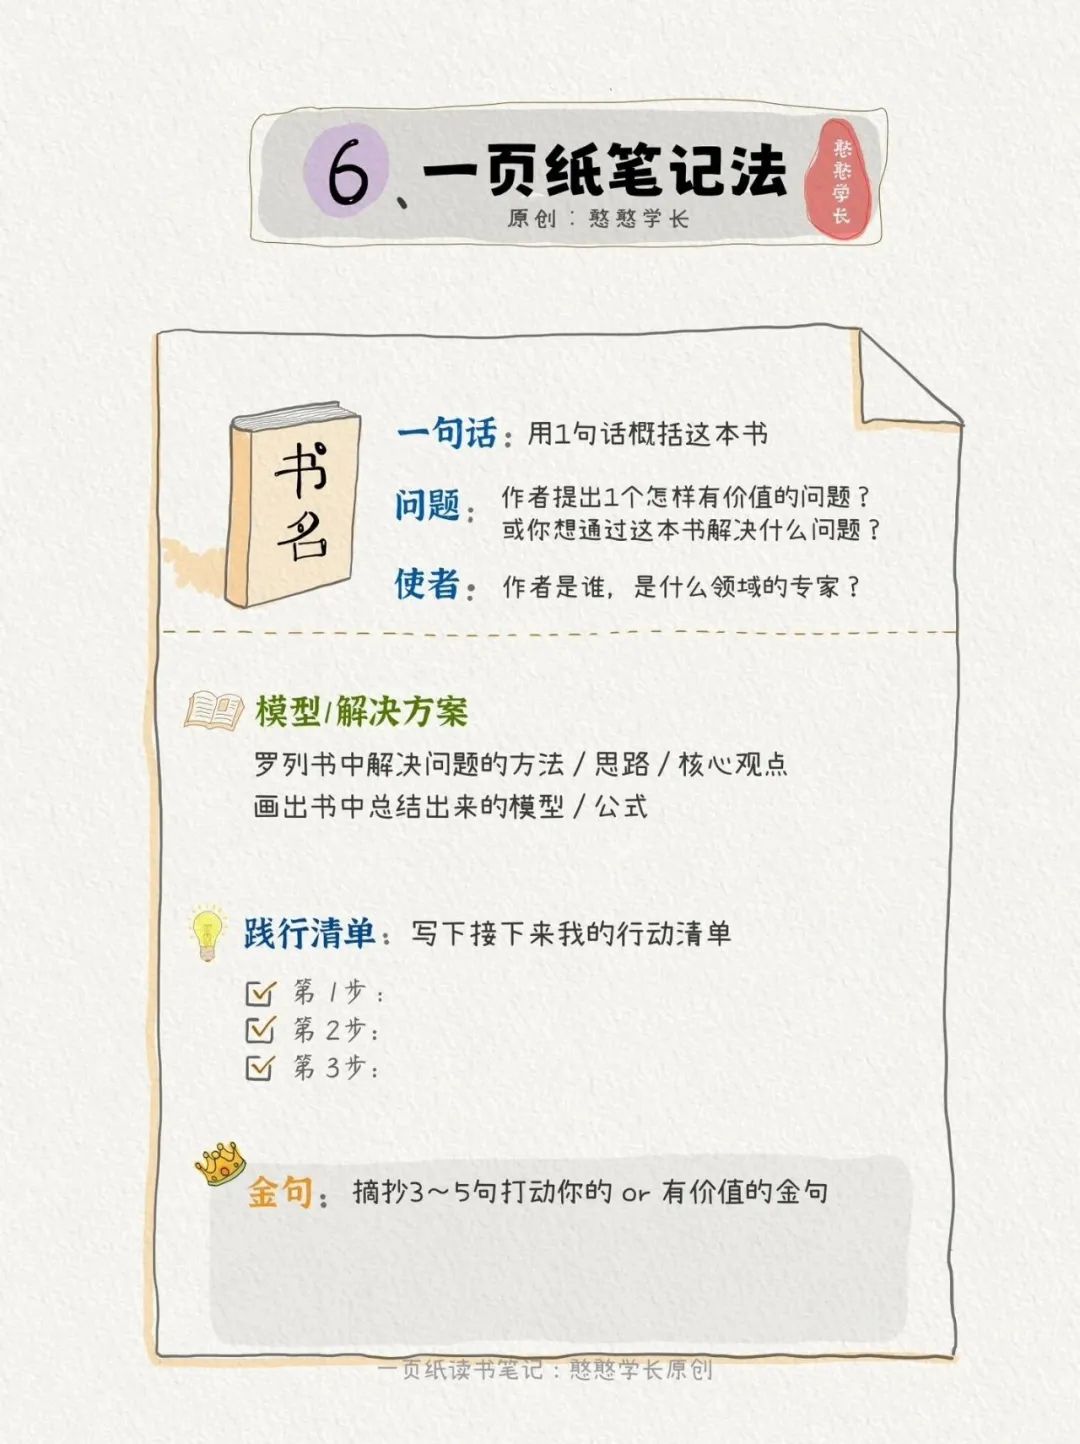 6、一页纸笔记法
原创：憨憨学长
憨憨学长
书名
一句话：用1句话概括这本书
问题：作者提出1个怎样有价值的问题？
或你想通过这本书解决什么问题？
使者：作者是谁，是什么领域的专家？
模型/解决方案
罗列书中解决问题的方法/思路/核心观点
画出书中总结出来的模型/公式
践行清单：写下接下来我的行动清单
第1步：
第2步：
第3步：
金句：摘抄3~5句打动你的 or 有价值的金句
一页纸读书笔记：憨憨学长原创